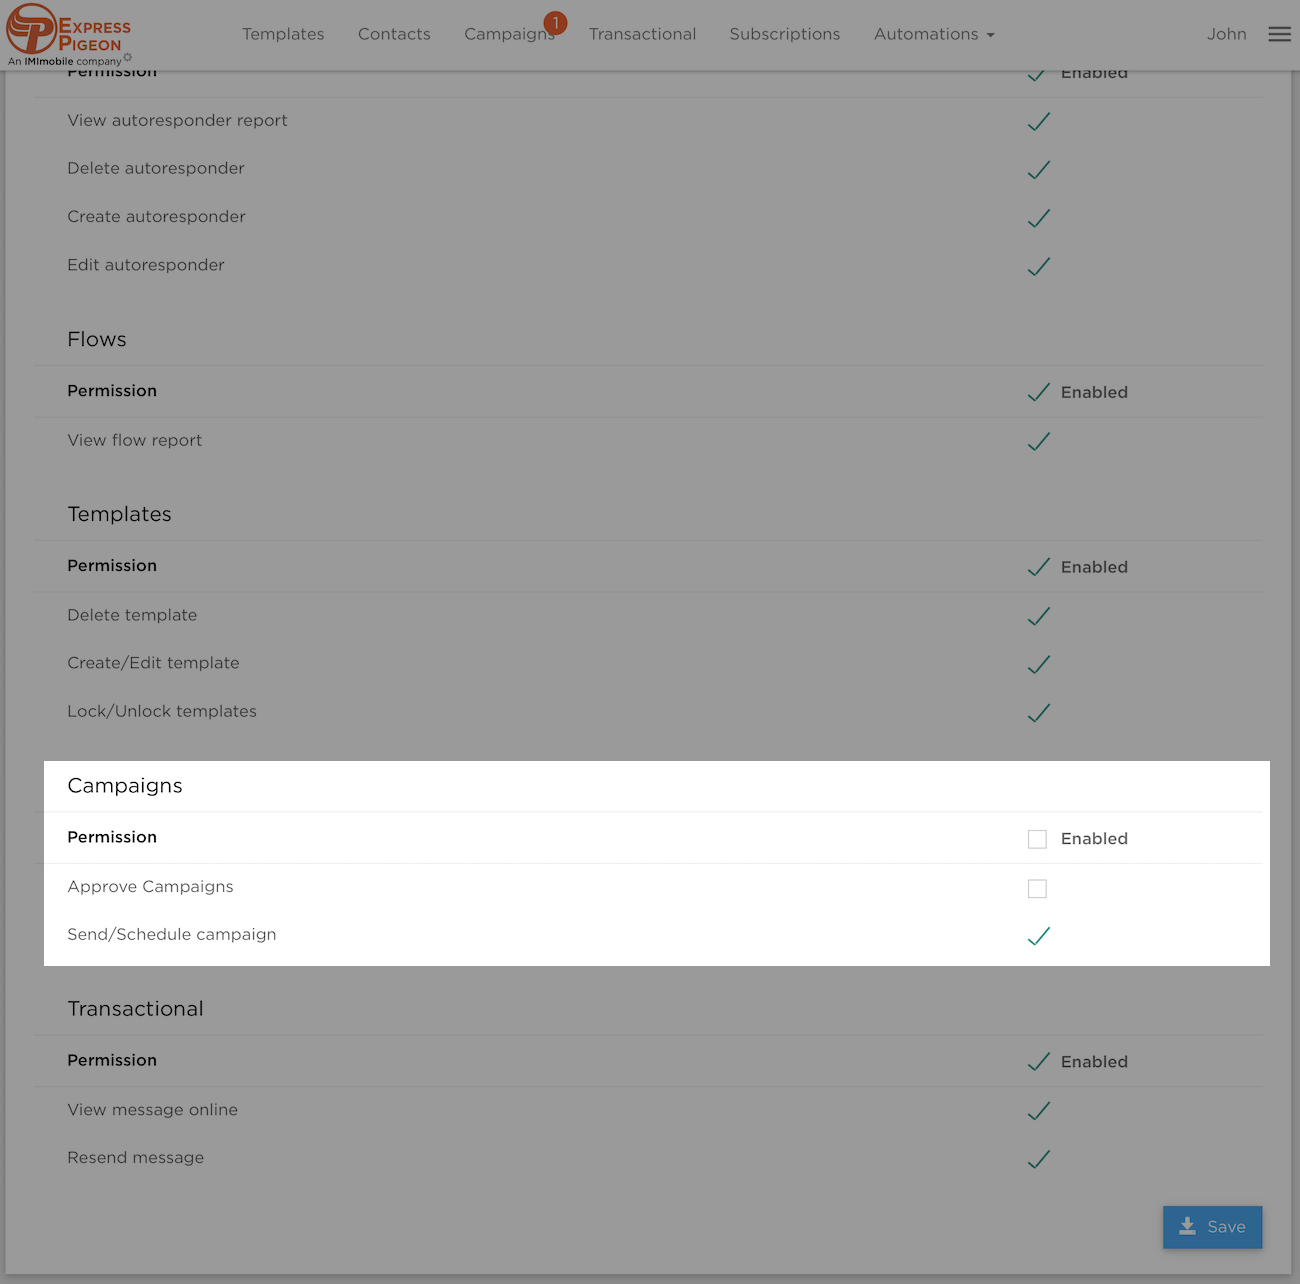 EXPRESS
PIGEON
An IMImobile company
Templates Contacts Campaigns 1 Transactional Subscriptions Automations John
Permission Enabled
View autoresponder report
Delete autoresponder
Create autoresponder
Edit autoresponder
Flows
Permission Enabled
View flow report
Templates
Permission Enabled
Delete template
Create/Edit template
Lock/Unlock templates
Campaigns
Permission Enabled
Approve Campaigns
Send/Schedule campaign
Transactional
Permission Enabled
View message online
Resend message
Save